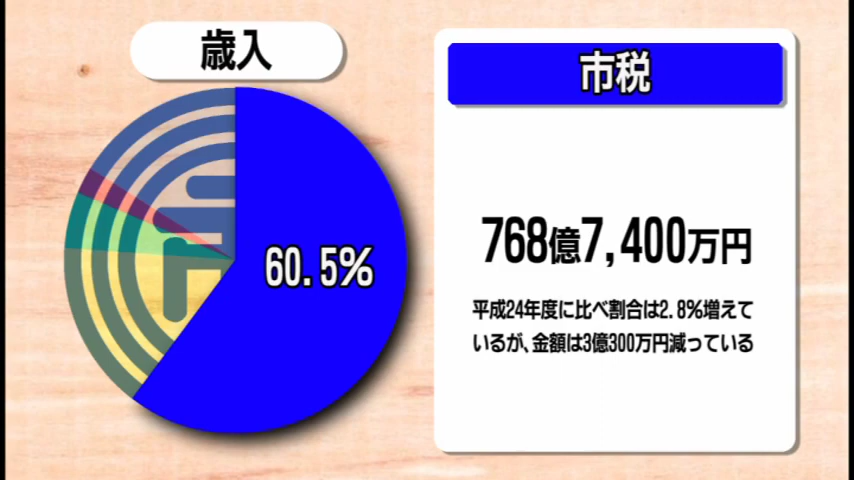 歳入
市税
60.5%
768億7,400万円
平成24年度に比べ割合は2.8%増えて
いるが、金額は3億300万円減っている